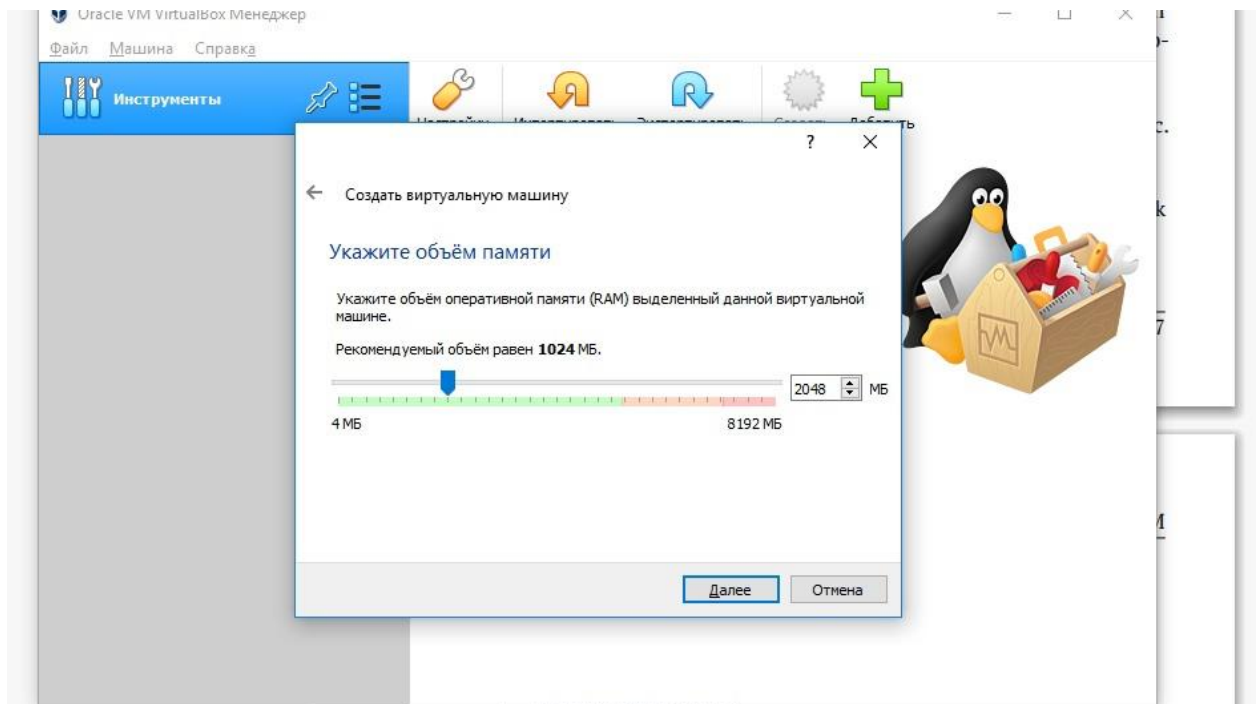 Oracle VM VirtualBox Менеджер
Файл Машина Справка
Инструменты
?
Создать виртуальную машину
Укажите объём памяти
Укажите объём оперативной памяти (RAM) выделенный данной виртуальной
машине.
Рекомендуемый объём равен 1024 МБ.
2048 МБ
4 МБ 8192 МБ
Далее Отмена
с.
k
7